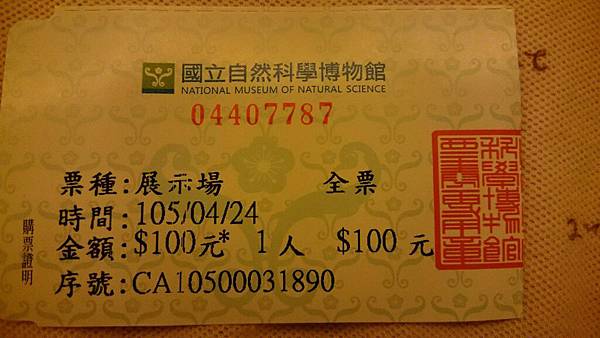 國立自然科學博物館
NATIONAL MUSEUM OF NATURAL SCIENCE
04407787
票種:展示場 全票
時間:105/04/24
金額:$100元* 1人 $100 元
序號:CA10500031890
購票證明